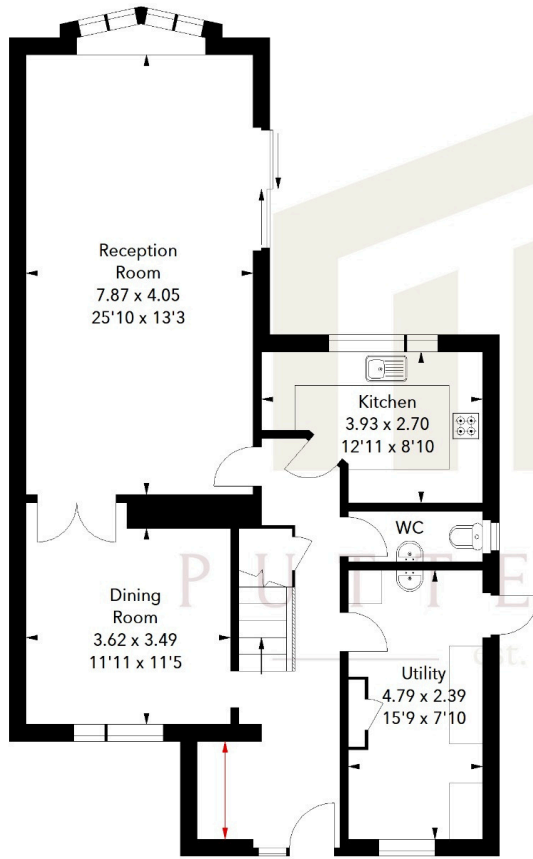 Reception
Room
7.87 x 4.05
25'10 x 13'3
Kitchen
3.93 x 2.70
12'11 x 8'10
WC
PUTTE
est.
Dining
Room
3.62 x 3.49
11'11 x 11'5
Utility
4.79 x 2.39
15'9 x 7'10